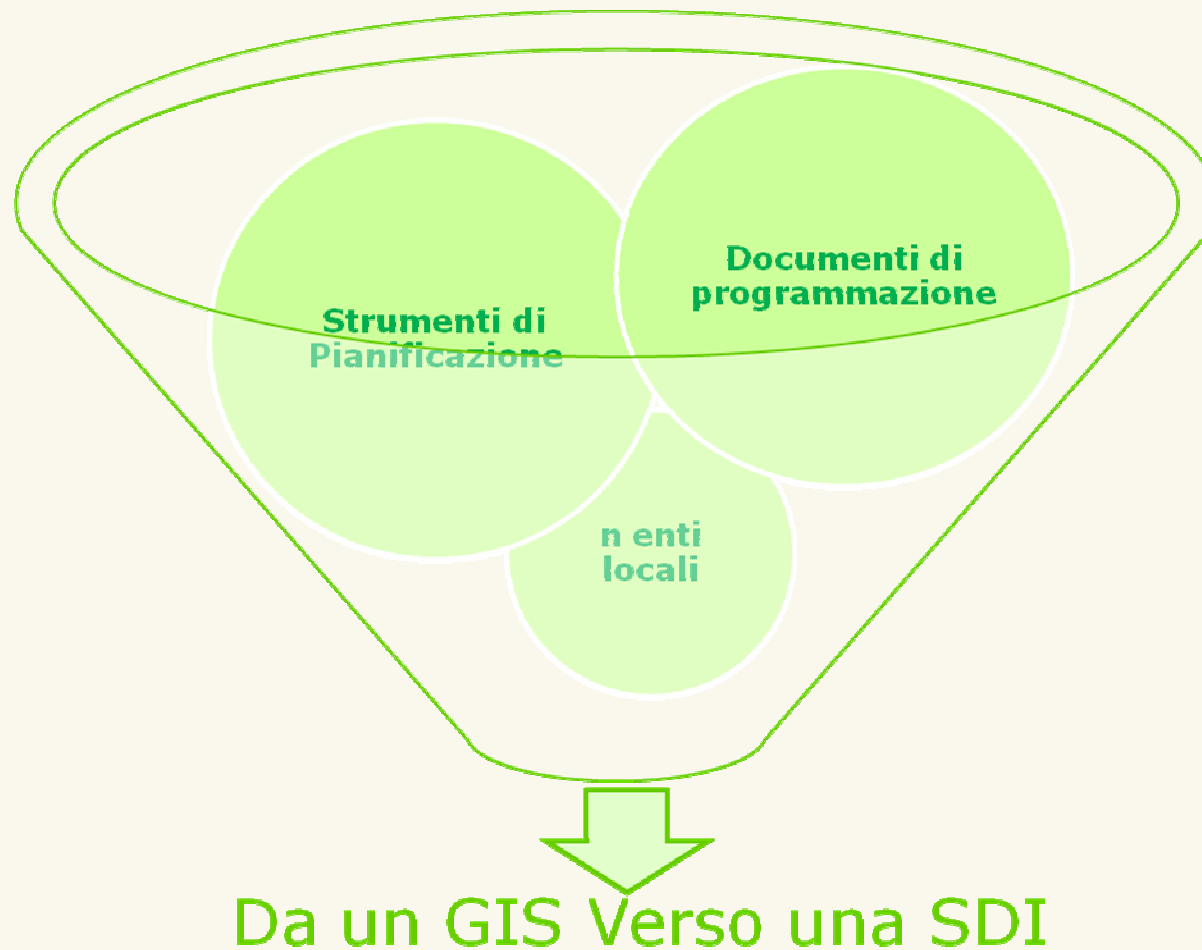 Documenti di
programmazione
Strumenti di
Pianificazione
n enti
locali
Da un GIS Verso una SDI